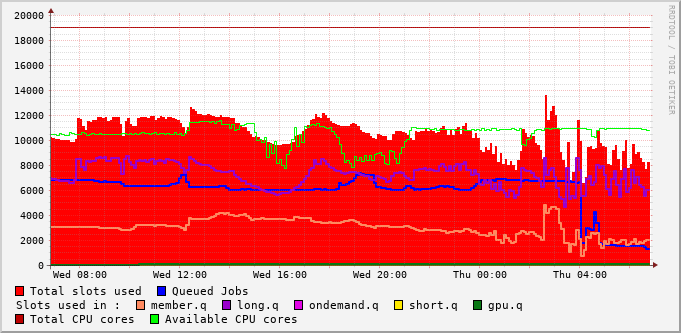 20000
18000
16000
14000
12000
10000
8000
6000
4000
2000
0
Wed 08:00 Wed 12:00 Wed 16:00 Wed 20:00 Thu 00:00 Thu 04:00
RRDTOOL / TOBI OETIKER
Total slots used Queued Jobs
Slots used in : member.q long.q ondemand.q short.q gpu.q
Total CPU cores Available CPU cores